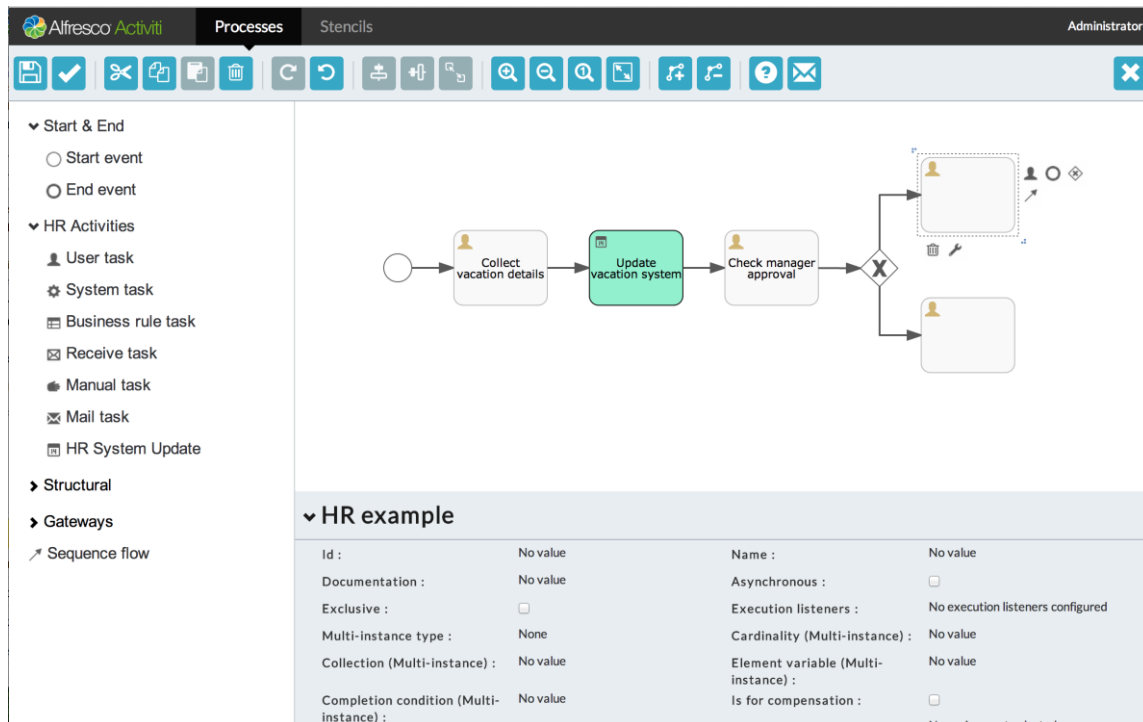 Alfresco Activiti
Processes
Stencils
Administrator
Start & End
Start event
End event
HR Activities
User task
System task
Business rule task
Receive task
Manual task
Mail task
HR System Update
Structural
Gateways
Sequence flow
Collect
vacation details
Update
vacation system
Check manager
approval
X
HR example
Id : No value Name : No value
Documentation : No value Asynchronous :
Exclusive : Execution listeners : No execution listeners configured
Multi-instance type : None Cardinality (Multi-instance) : No value
Collection (Multi-instance) : No value Element variable (Multi-
instance) : No value
Completion condition (Multi-
instance) : No value Is for compensation :